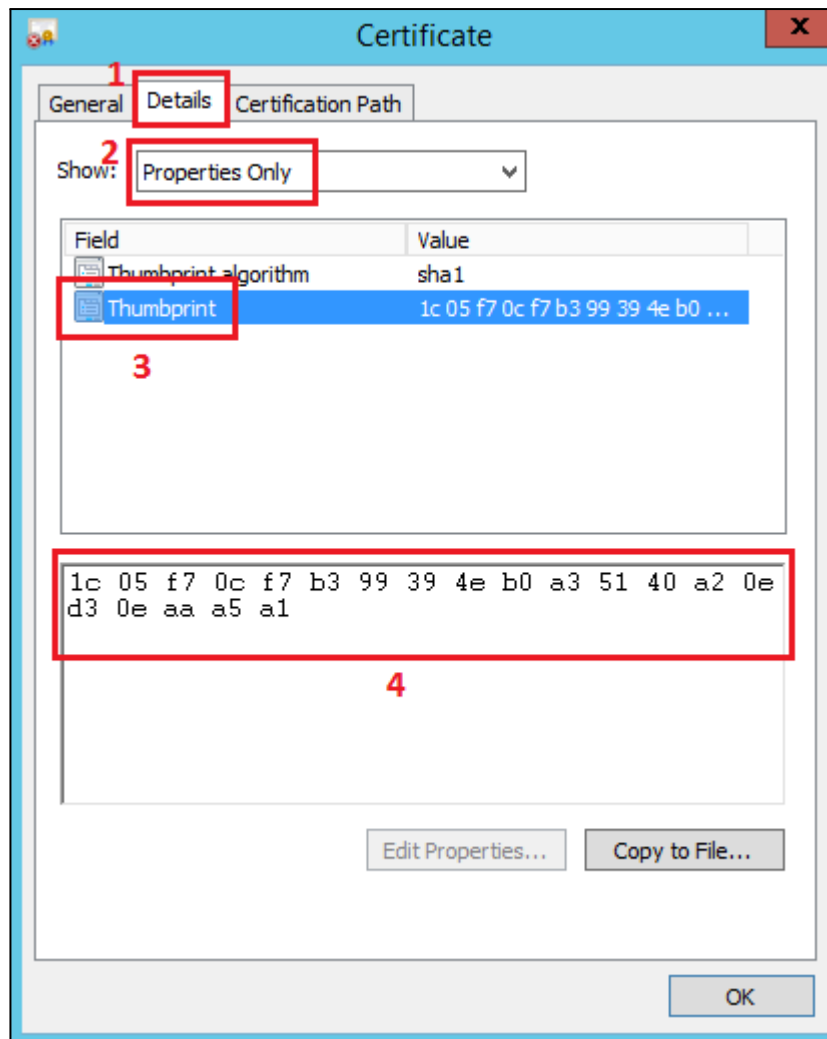 Certificate
x
1
General Details Certification Path
2
Show: Properties Only
Field Value
Thumbprint algorithm sha1
Thumbprint 1c 05 f7 0c f7 b3 99 39 4e b0 ...
3
1c 05 f7 0c f7 b3 99 39 4e b0 a3 51 40 a2 0e
d3 0e aa a5 a1
4
Edit Properties... Copy to File...
OK